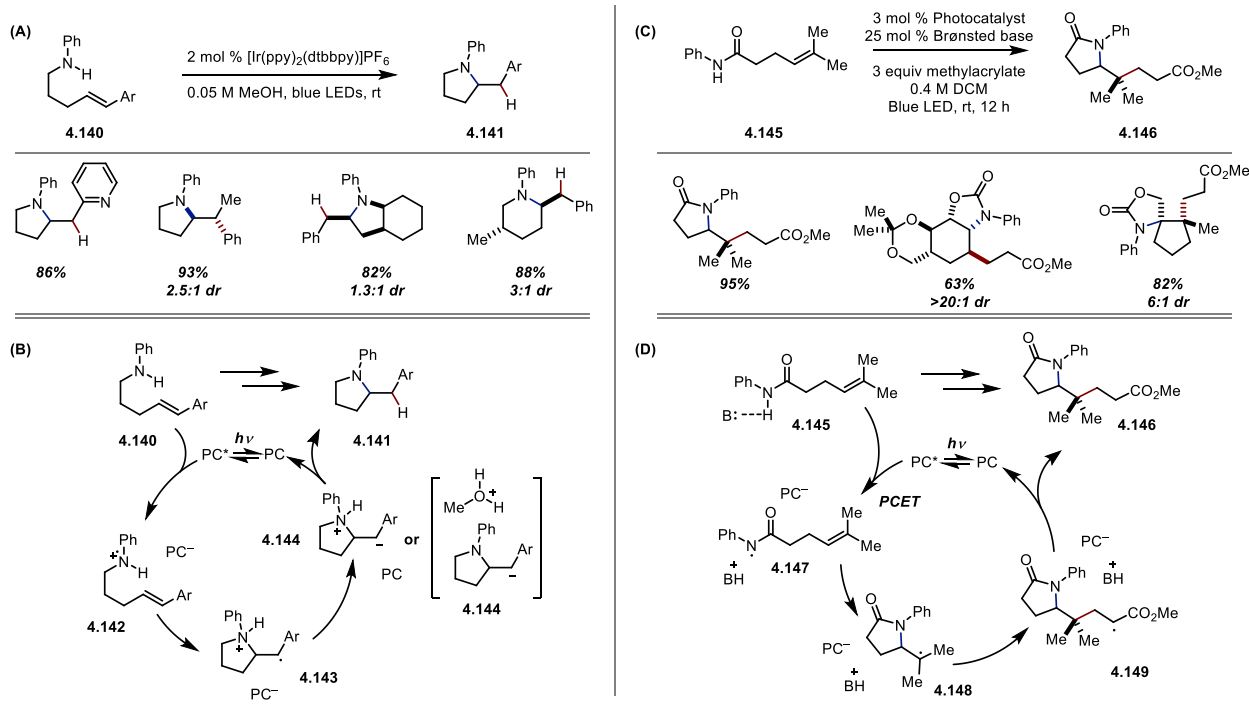 (A)
Ph
N
H
Ar
4.140
2 mol % [Ir(ppy)2(dtbbpy)]PF6
0.05 M MeOH, blue LEDs, rt
Ph
N
Ar
H
4.141
Ph
N
N
H
86%
Ph
N
Me
Ph
93%
2.5:1 dr
H
Ph
N
Ph
82%
1.3:1 dr
Ph
N
H
Ph
Me
88%
3:1 dr
(B)
Ph
N
H
Ar
4.140
Ph
N
Ar
H
4.141
PC* hν PC
Ph
+•N
H
Ar
4.142
PC–
Ph H
N
+
Ar
•
4.143
PC–
Ph H
N
+
Ar
–
4.144
or
H
Me O + H
Ph
N
Ar
–
4.144
PC
(C)
O
Ph N
H
Me
Me
4.145
3 mol % Photocatalyst
25 mol % Brønsted base
3 equiv methylacrylate
0.4 M DCM
Blue LED, rt, 12 h
O
Ph
N
CO2Me
Me Me
4.146
O
Ph
N
CO2Me
Me Me
95%
O
O
N Ph
Me
Me
O
O
CO2Me
63%
>20:1 dr
CO2Me
O
O
N
Ph
Me
82%
6:1 dr
(D)
O
Ph N
B: ---H
Me
Me
4.145
O
Ph
N
CO2Me
Me Me
4.146
PC* hν PC
PCET
PC–
O
Ph N
•
Me
Me
4.147
+
BH
O
Ph
N
•
Me
Me
4.148
PC–
+
BH
O
Ph
N
CO2Me
•
Me Me
4.149
PC–
+
BH